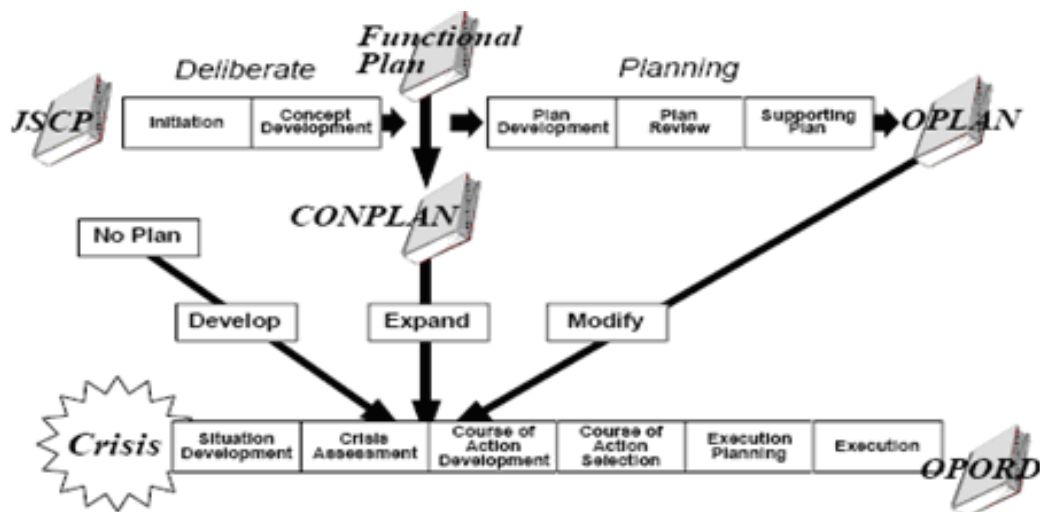 Functional
Plan
Deliberate
Planning
JSCP
Initiation
Concept
Development
Plan
Development
Plan
Review
Supporting
Plan
OPLAN
CONPLAN
No Plan
Develop
Expand
Modify
Crisis
Situation
Development
Crisis
Assessment
Course of
Action
Development
Course of
Action
Selection
Execution
Planning
Execution
OPORD